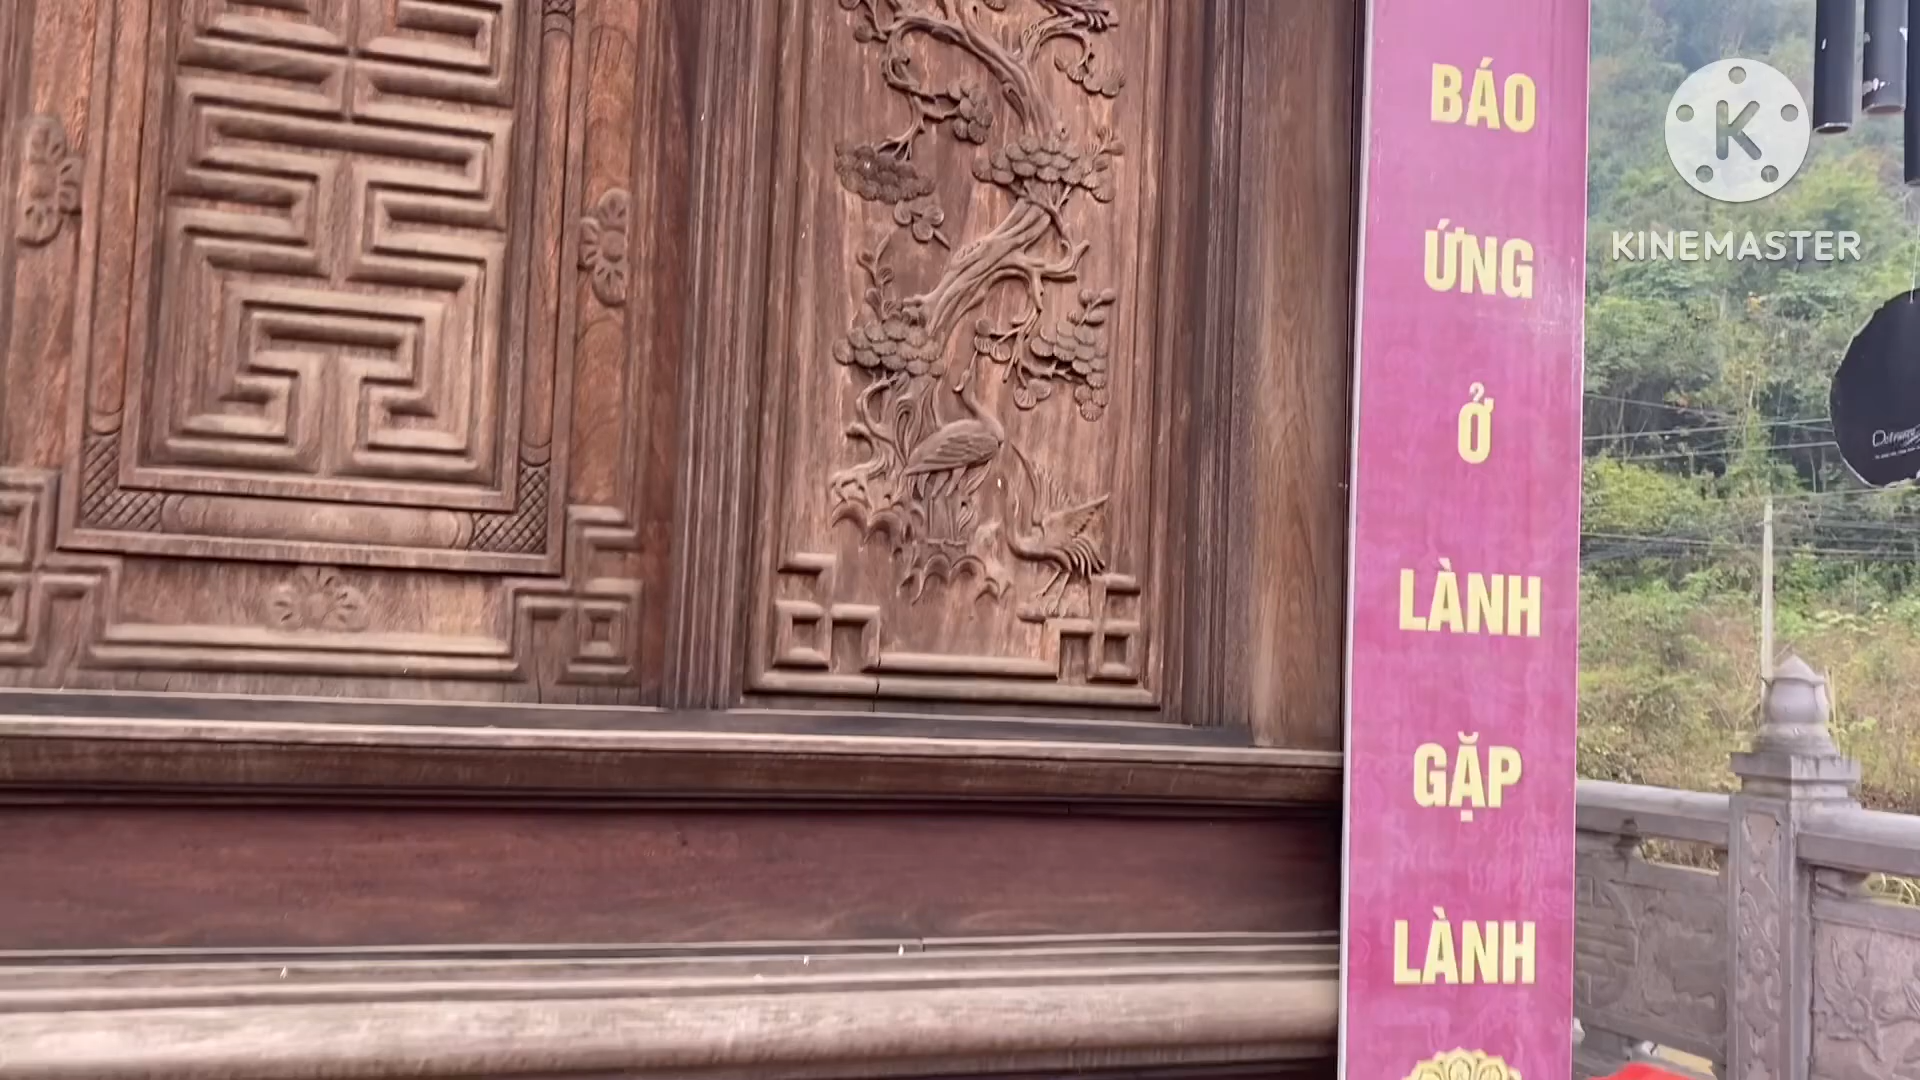 BÁO
ỨNG
Ở
LÀNH
GẶP
LÀNH
K
KINEMASTER